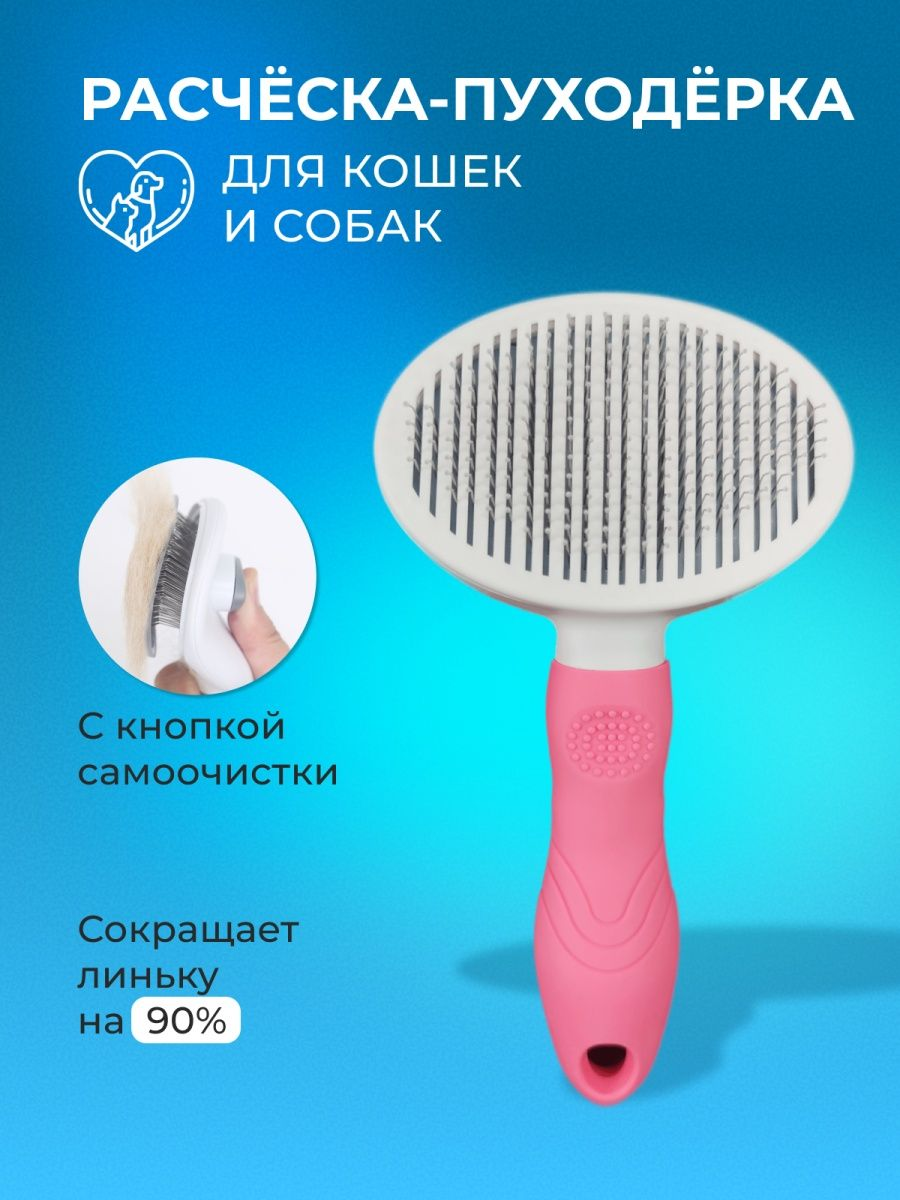 РАСЧЁСКА-ПУХОДЁРКА
ДЛЯ КОШЕК
И СОБАК
С кнопкой
самоочистки
Сокращает
линьку
на 90%